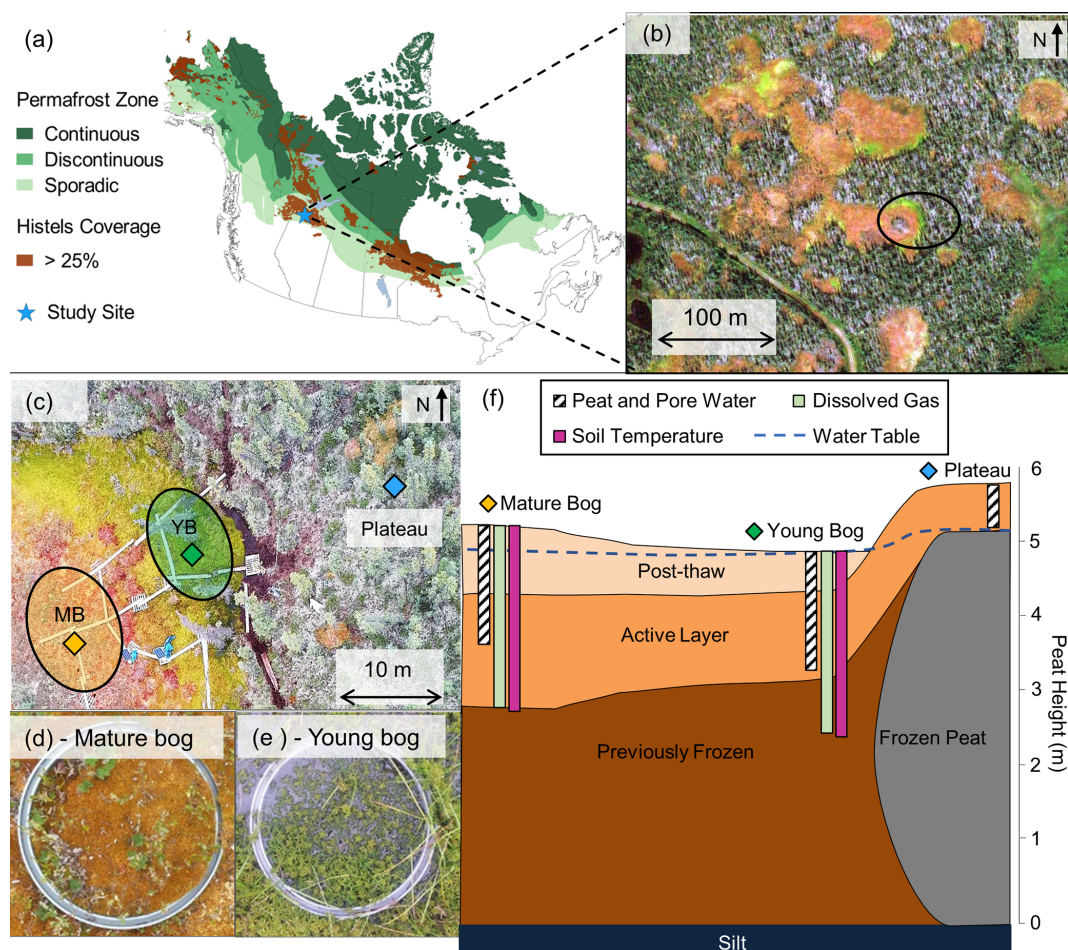 (a)
Permafrost Zone
Continuous
Discontinuous
Sporadic
Histels Coverage
> 25%
Study Site
(b)
N
100 m
(c)
N
YB
MB
Plateau
10 m
(d) - Mature bog
(e ) - Young bog
(f)
Peat and Pore Water
Dissolved Gas
Soil Temperature
Water Table
Mature Bog
Young Bog
Plateau
Post-thaw
Active Layer
Previously Frozen
Frozen Peat
Silt
6
5
4
3
2
1
0
Peat Height (m)